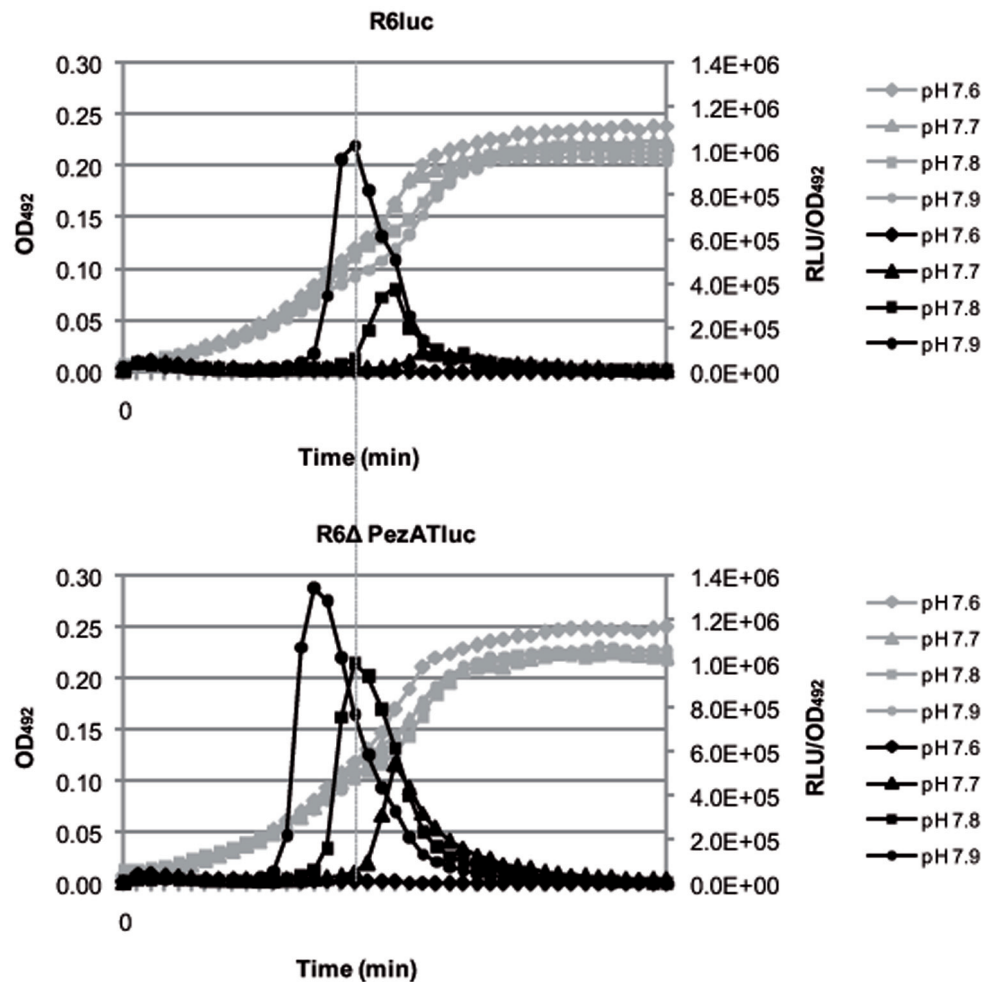 R6luc
0.30
0.25
0.20
0.15
0.10
0.05
0.00
OD492
1.4E+06
1.2E+06
1.0E+06
8.0E+05
6.0E+05
4.0E+05
2.0E+05
0.0E+00
RLU/OD492
pH 7.6
pH 7.7
pH 7.8
pH 7.9
pH 7.6
pH 7.7
pH 7.8
pH 7.9
0
Time (min)
R6Δ PezATluc
0.30
0.25
0.20
0.15
0.10
0.05
0.00
OD492
1.4E+06
1.2E+06
1.0E+06
8.0E+05
6.0E+05
4.0E+05
2.0E+05
0.0E+00
RLU/OD492
pH 7.6
pH 7.7
pH 7.8
pH 7.9
pH 7.6
pH 7.7
pH 7.8
pH 7.9
0
Time (min)